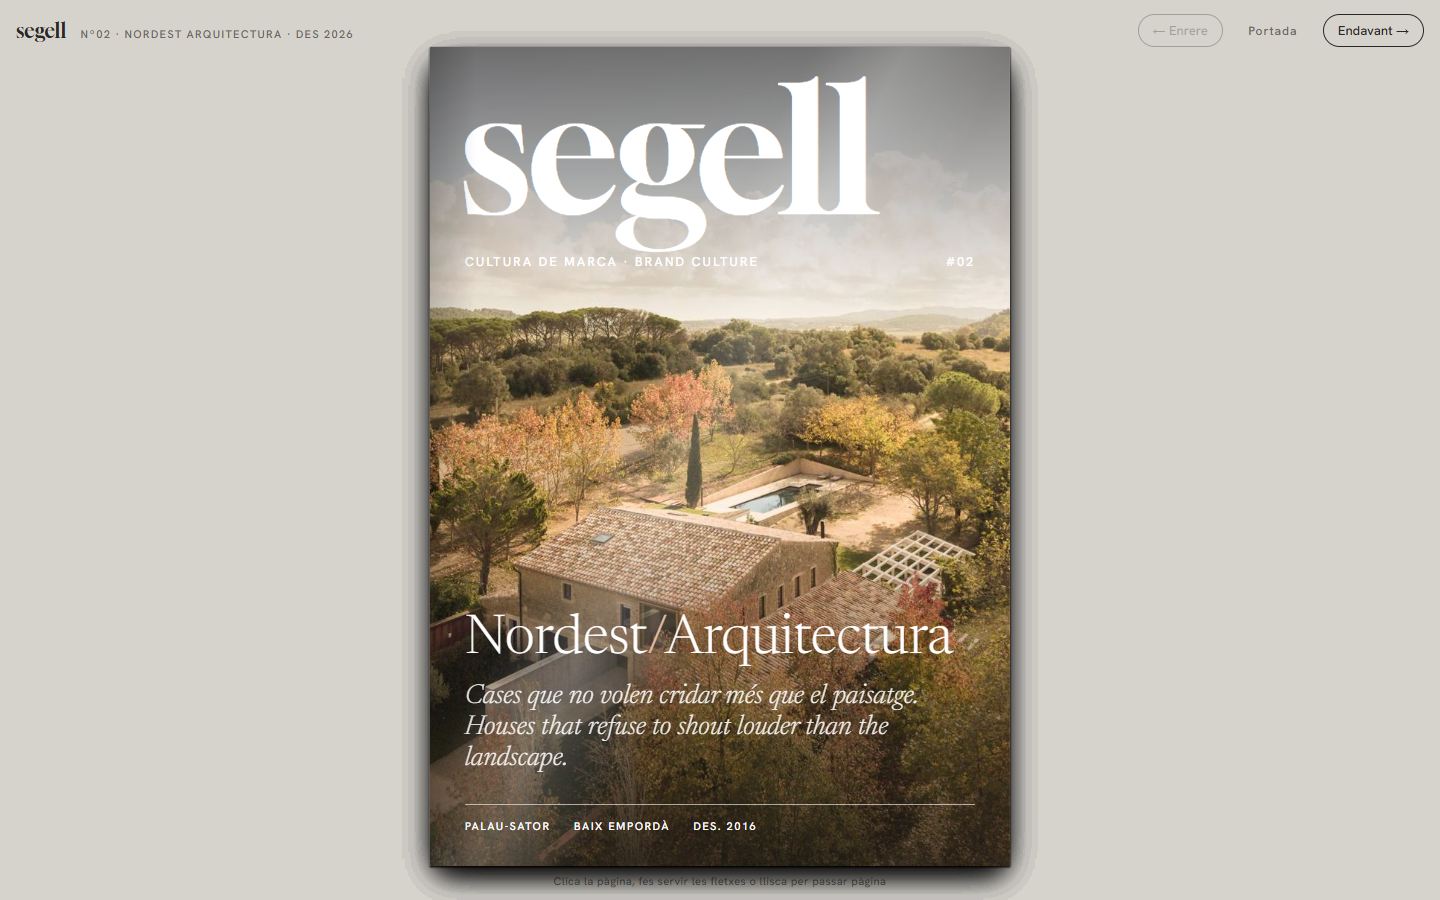 segell
Nº02 · NORDEST ARQUITECTURA · DES 2026
← Enrere
Portada
Endavant →
segell
CULTURA DE MARCA · BRAND CULTURE
#02
Nordest/Arquitectura
Cases que no volen cridar més que el paisatge.
Houses that refuse to shout louder than the
landscape.
PALAU-SATOR BAIX EMPORDÀ DES. 2016
Clica la pàgina, fes servir les fletxes o llisca per passar pàgina